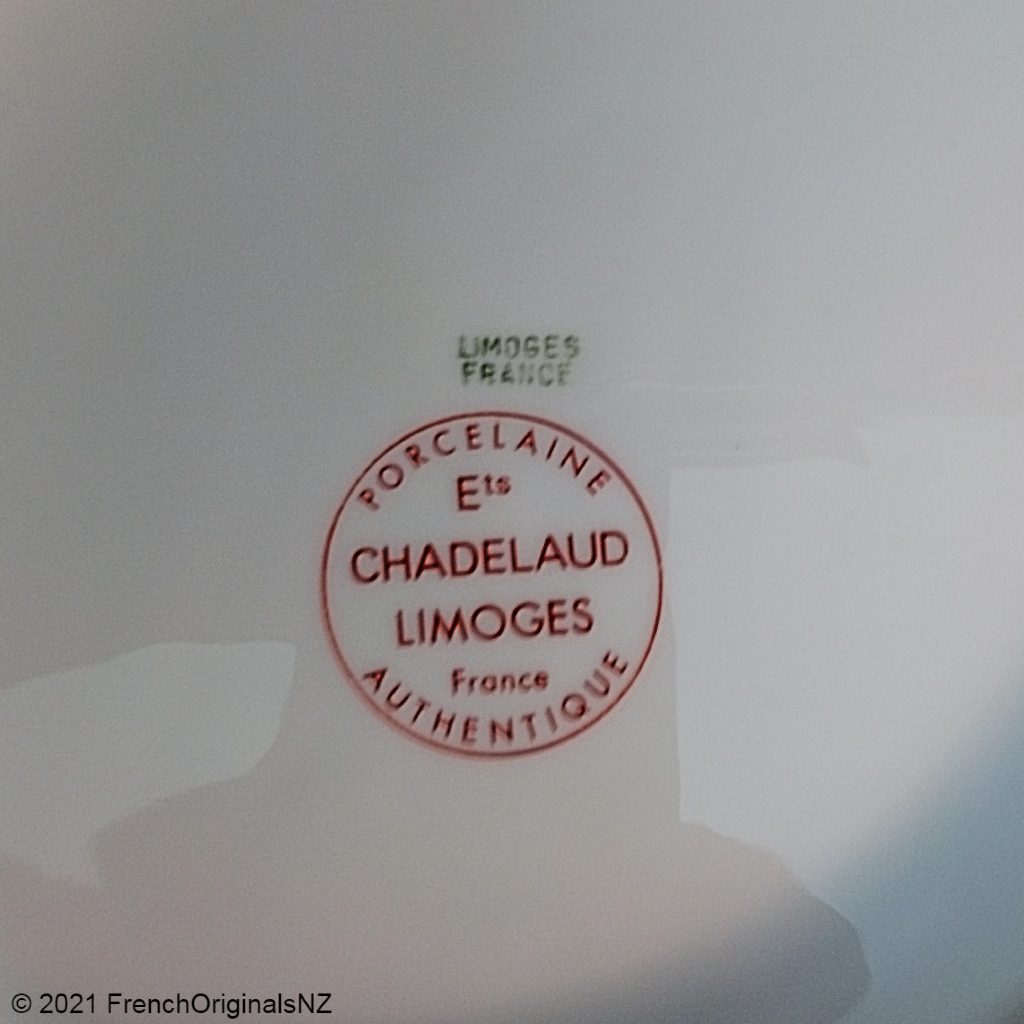 LIMOGES
FRANCE
PORCELAINE
Ets
CHADELAUD
LIMOGES
France
AUTHENTIQUE
© 2021 FrenchOriginalsNZ